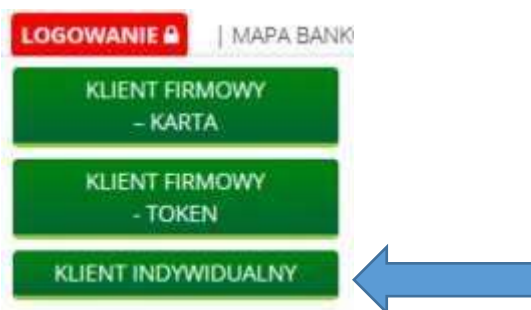 LOGOWANIE | MAPA BANK
KLIENT FIRMOWY
– KARTA
KLIENT FIRMOWY
- TOKEN
KLIENT INDYWIDUALNY